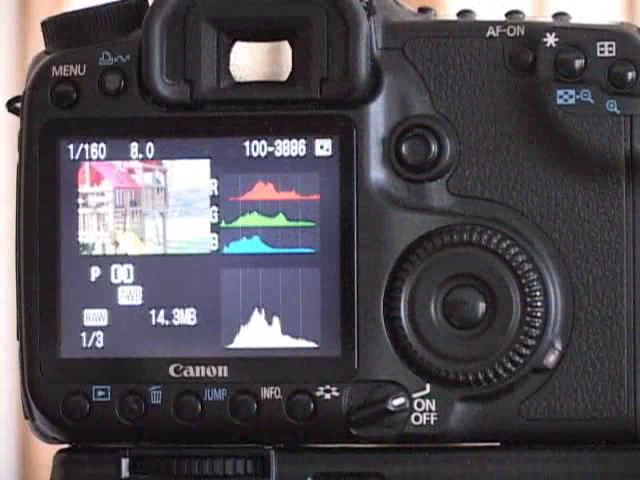 AF-ON
MENU
1/160 8.0 100-3886
R
G
B
P
AWB
RAW 14.3MB
1/3
Canon
JUMP INFO.
ON
OFF